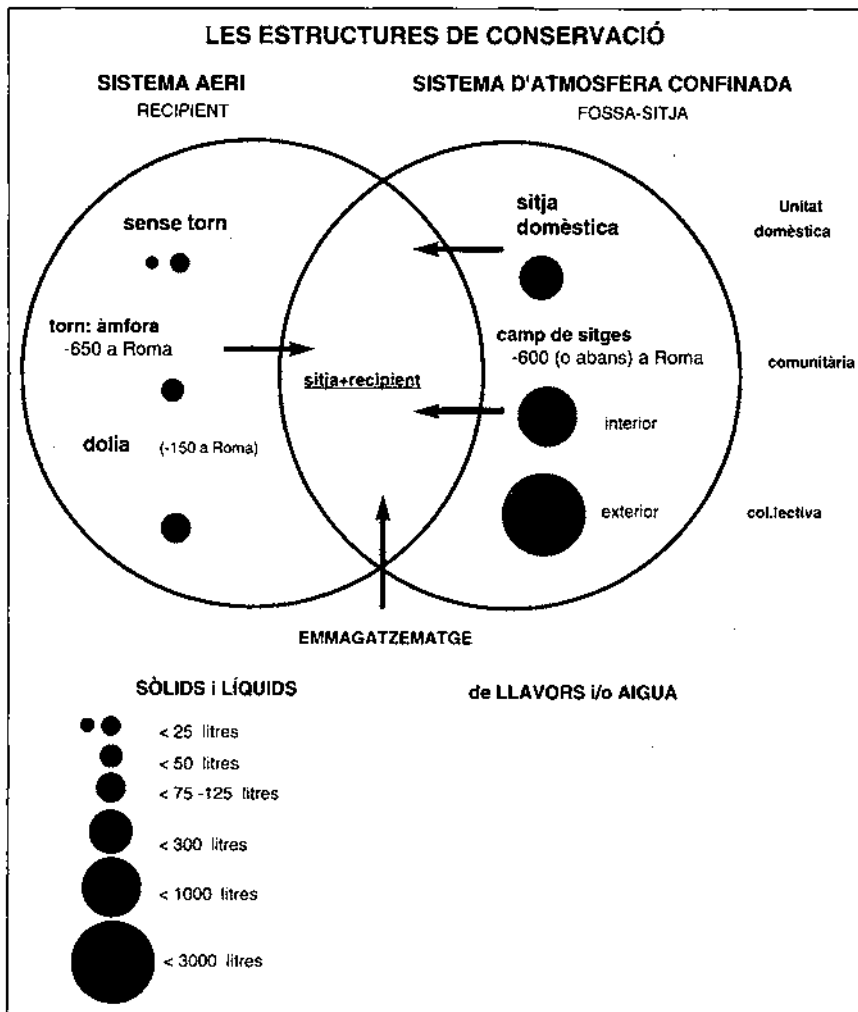 LES ESTRUCTURES DE CONSERVACIÓ
SISTEMA AERI
RECIPIENT
SISTEMA D'ATMOSFERA CONFINADA
FOSSA-SITJA
sense torn
torn: àmfora
-650 a Roma
dolia (-150 a Roma)
sitja+recipient
sitja
domèstica
camp de sitges
-600 (o abans) a Roma
interior
exterior
Unitat
domèstica
comunitària
col.lectiva
EMMAGATZEMATGE
SÒLIDS i LÍQUIDS
de LLAVORS i/o AIGUA
< 25 litres
< 50 litres
< 75 -125 litres
< 300 litres
< 1000 litres
< 3000 litres